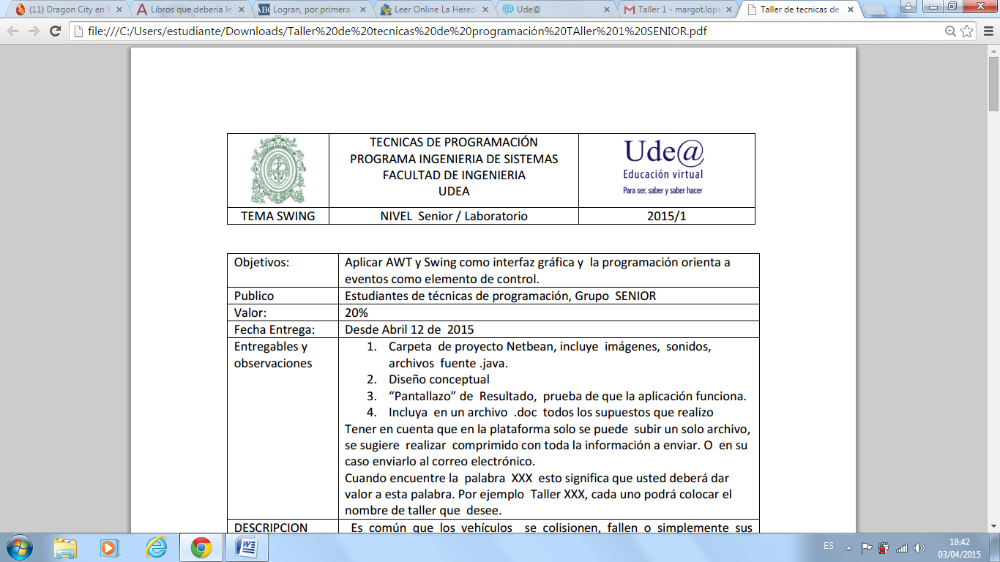 (11) Dragon City en F
Libros que debería le
Logran, por primera v
Leer Online La Hered
Ude@
Taller 1 - margot.lope
Taller de tecnicas de
file:///C:/Users/estudiante/Downloads/Taller%20de%20tecnicas%20de%20programación%20TAller%201%20SENIOR.pdf
TECNICAS DE PROGRAMACIÓN
PROGRAMA INGENIERIA DE SISTEMAS
FACULTAD DE INGENIERIA
UDEA
Ude@
Educación virtual
Para ser, saber y saber hacer
TEMA SWING
NIVEL Senior / Laboratorio
2015/1
Objetivos:
Aplicar AWT y Swing como interfaz gráfica y la programación orienta a
eventos como elemento de control.
Publico
Estudiantes de técnicas de programación, Grupo SENIOR
Valor:
20%
Fecha Entrega:
Desde Abril 12 de 2015
Entregables y
observaciones
1. Carpeta de proyecto Netbean, incluye imágenes, sonidos,
archivos fuente .java.
2. Diseño conceptual
3. “Pantallazo” de Resultado, prueba de que la aplicación funciona.
4. Incluya en un archivo .doc todos los supuestos que realizo
Tener en cuenta que en la plataforma solo se puede subir un solo archivo,
se sugiere realizar comprimido con toda la información a enviar. O en su
caso enviarlo al correo electrónico.
Cuando encuentre la palabra XXX esto significa que usted deberá dar
valor a esta palabra. Por ejemplo Taller XXX, cada uno podrá colocar el
nombre de taller que desee.
DESCRIPCION
Es común que los vehículos se colisionen, fallen o simplemente sus
ES
18:42
03/04/2015